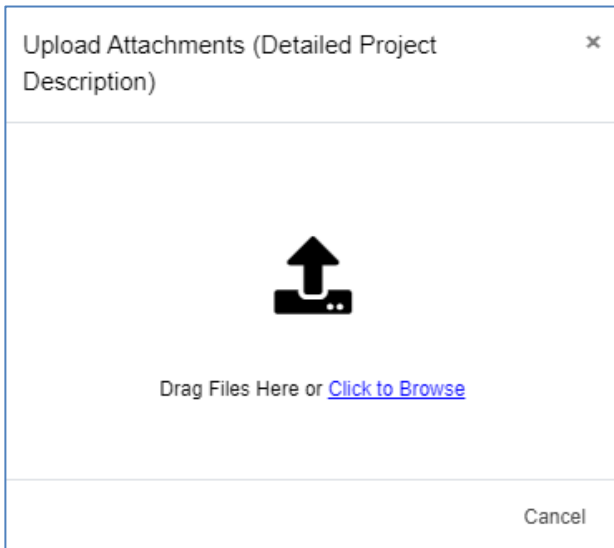 Upload Attachments (Detailed Project
Description)
×
Drag Files Here or Click to Browse
Cancel